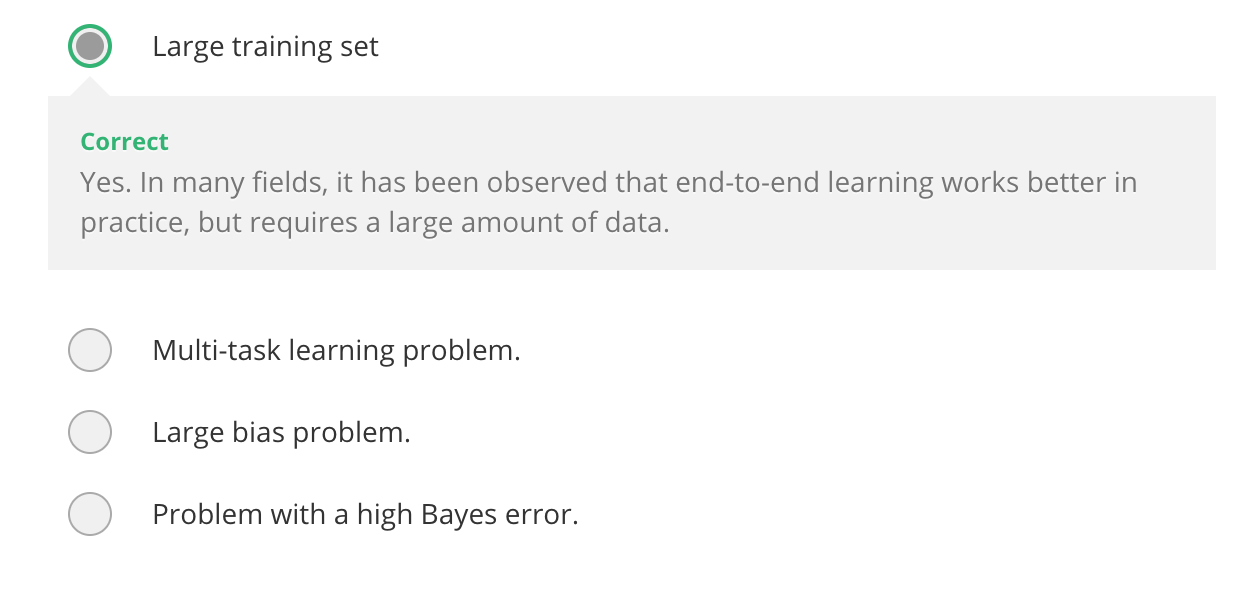 Large training set
Correct
Yes. In many fields, it has been observed that end-to-end learning works better in
practice, but requires a large amount of data.
Multi-task learning problem.
Large bias problem.
Problem with a high Bayes error.